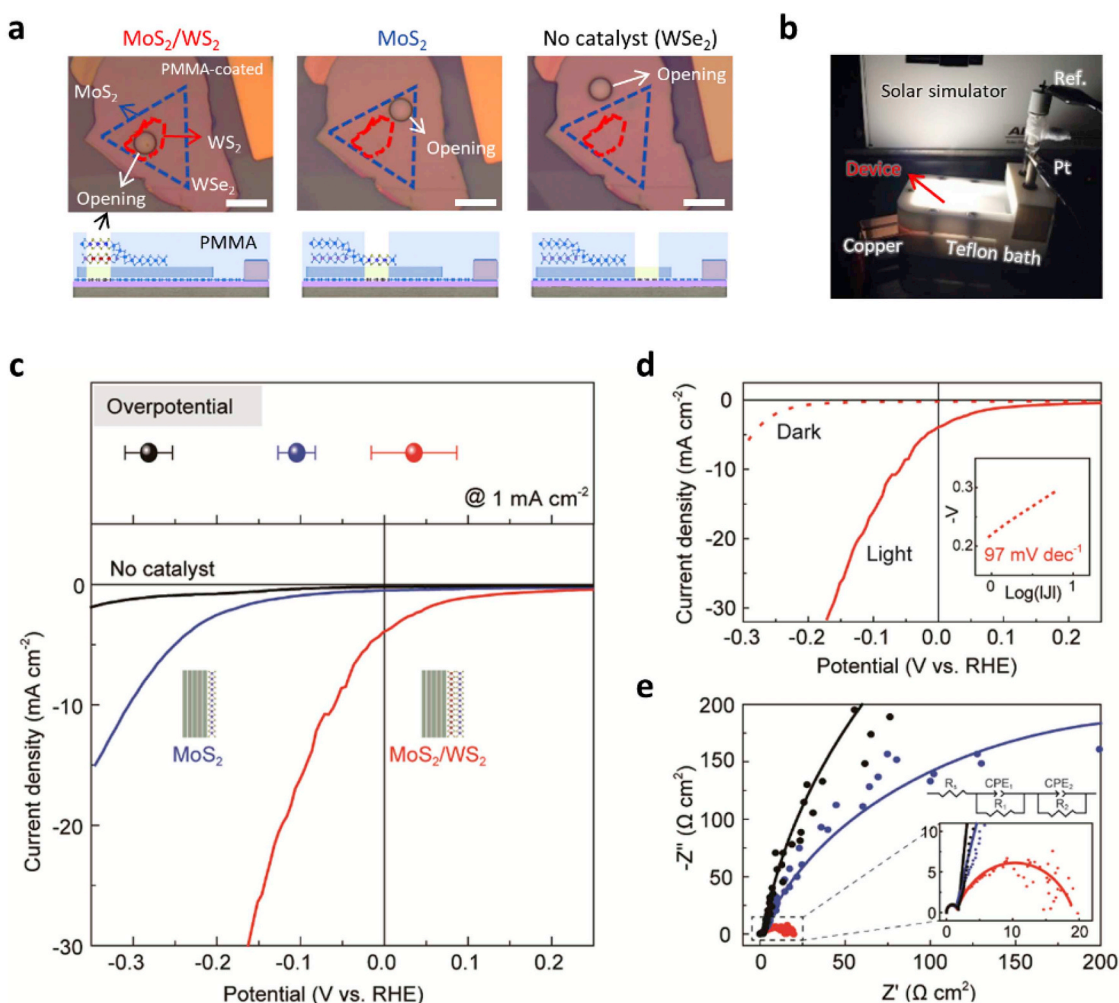 a
MoS₂/WS₂
MoS₂
No catalyst (WSe₂)
PMMA-coated
MoS₂
WS₂
WSe₂
Opening
Opening
Opening
PMMA
b
Solar simulator
Ref.
Pt
Device
Copper
Teflon bath
c
Overpotential
@ 1 mA cm⁻²
No catalyst
0
-10
-20
-30
Current density (mA cm⁻²)
MoS₂
MoS₂/WS₂
-0.3 -0.2 -0.1 0.0 0.1 0.2
Potential (V vs. RHE)
d
0
-5
-10
-15
-20
-25
-30
Current density (mA cm⁻²)
Dark
Light
-V
0.3
0.2
97 mV dec⁻¹
0 1
Log(|J|)
-0.3 -0.2 -0.1 0.0 0.1 0.2
Potential (V vs. RHE)
e
200
150
100
50
0
-Z'' (Ω cm²)
Rₛ CPE₁ CPE₂
R₁ R₂
10
5
0
0 10 20
0 50 100 150 200
Z' (Ω cm²)